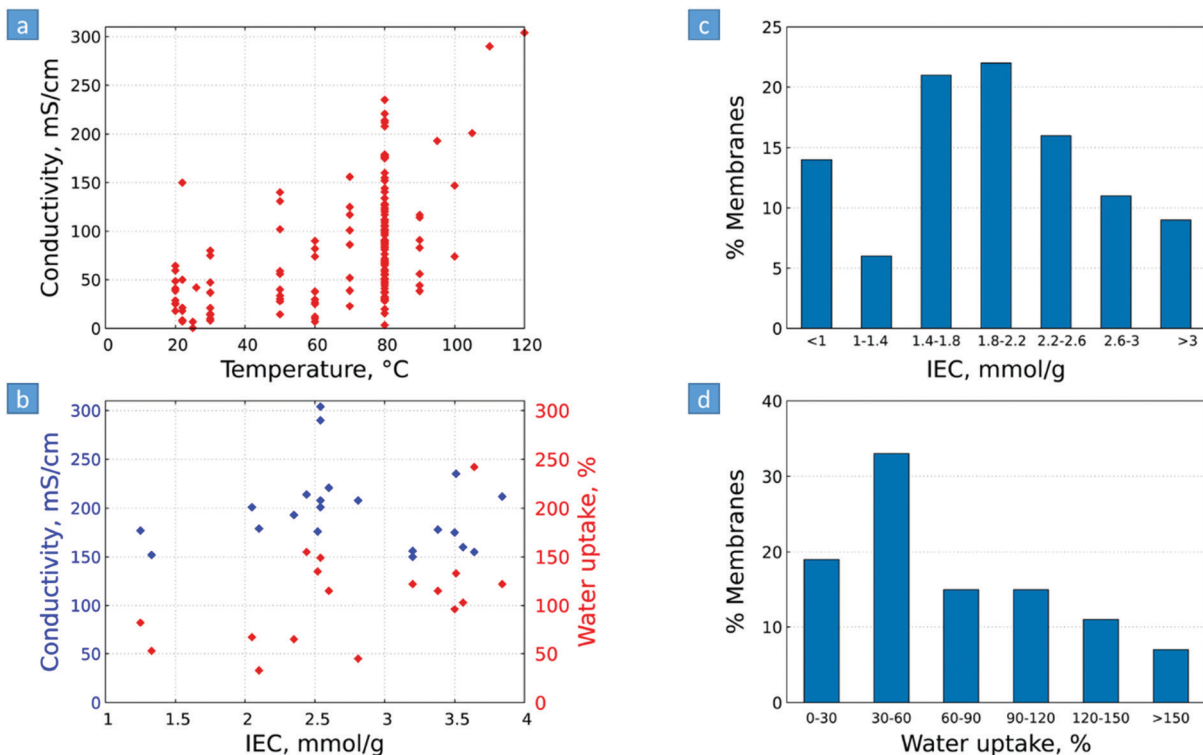 a
Conductivity, mS/cm
300
250
200
150
100
50
0
0 20 40 60 80 100 120
Temperature, °C
b
Conductivity, mS/cm
300
250
200
150
100
50
0
300
250
200
150
100
50
0
Water uptake, %
1 1.5 2 2.5 3 3.5 4
IEC, mmol/g
c
% Membranes
25
20
15
10
5
0
<1 1-1.4 1.4-1.8 1.8-2.2 2.2-2.6 2.6-3 >3
IEC, mmol/g
d
% Membranes
40
30
20
10
0
0-30 30-60 60-90 90-120 120-150 >150
Water uptake, %